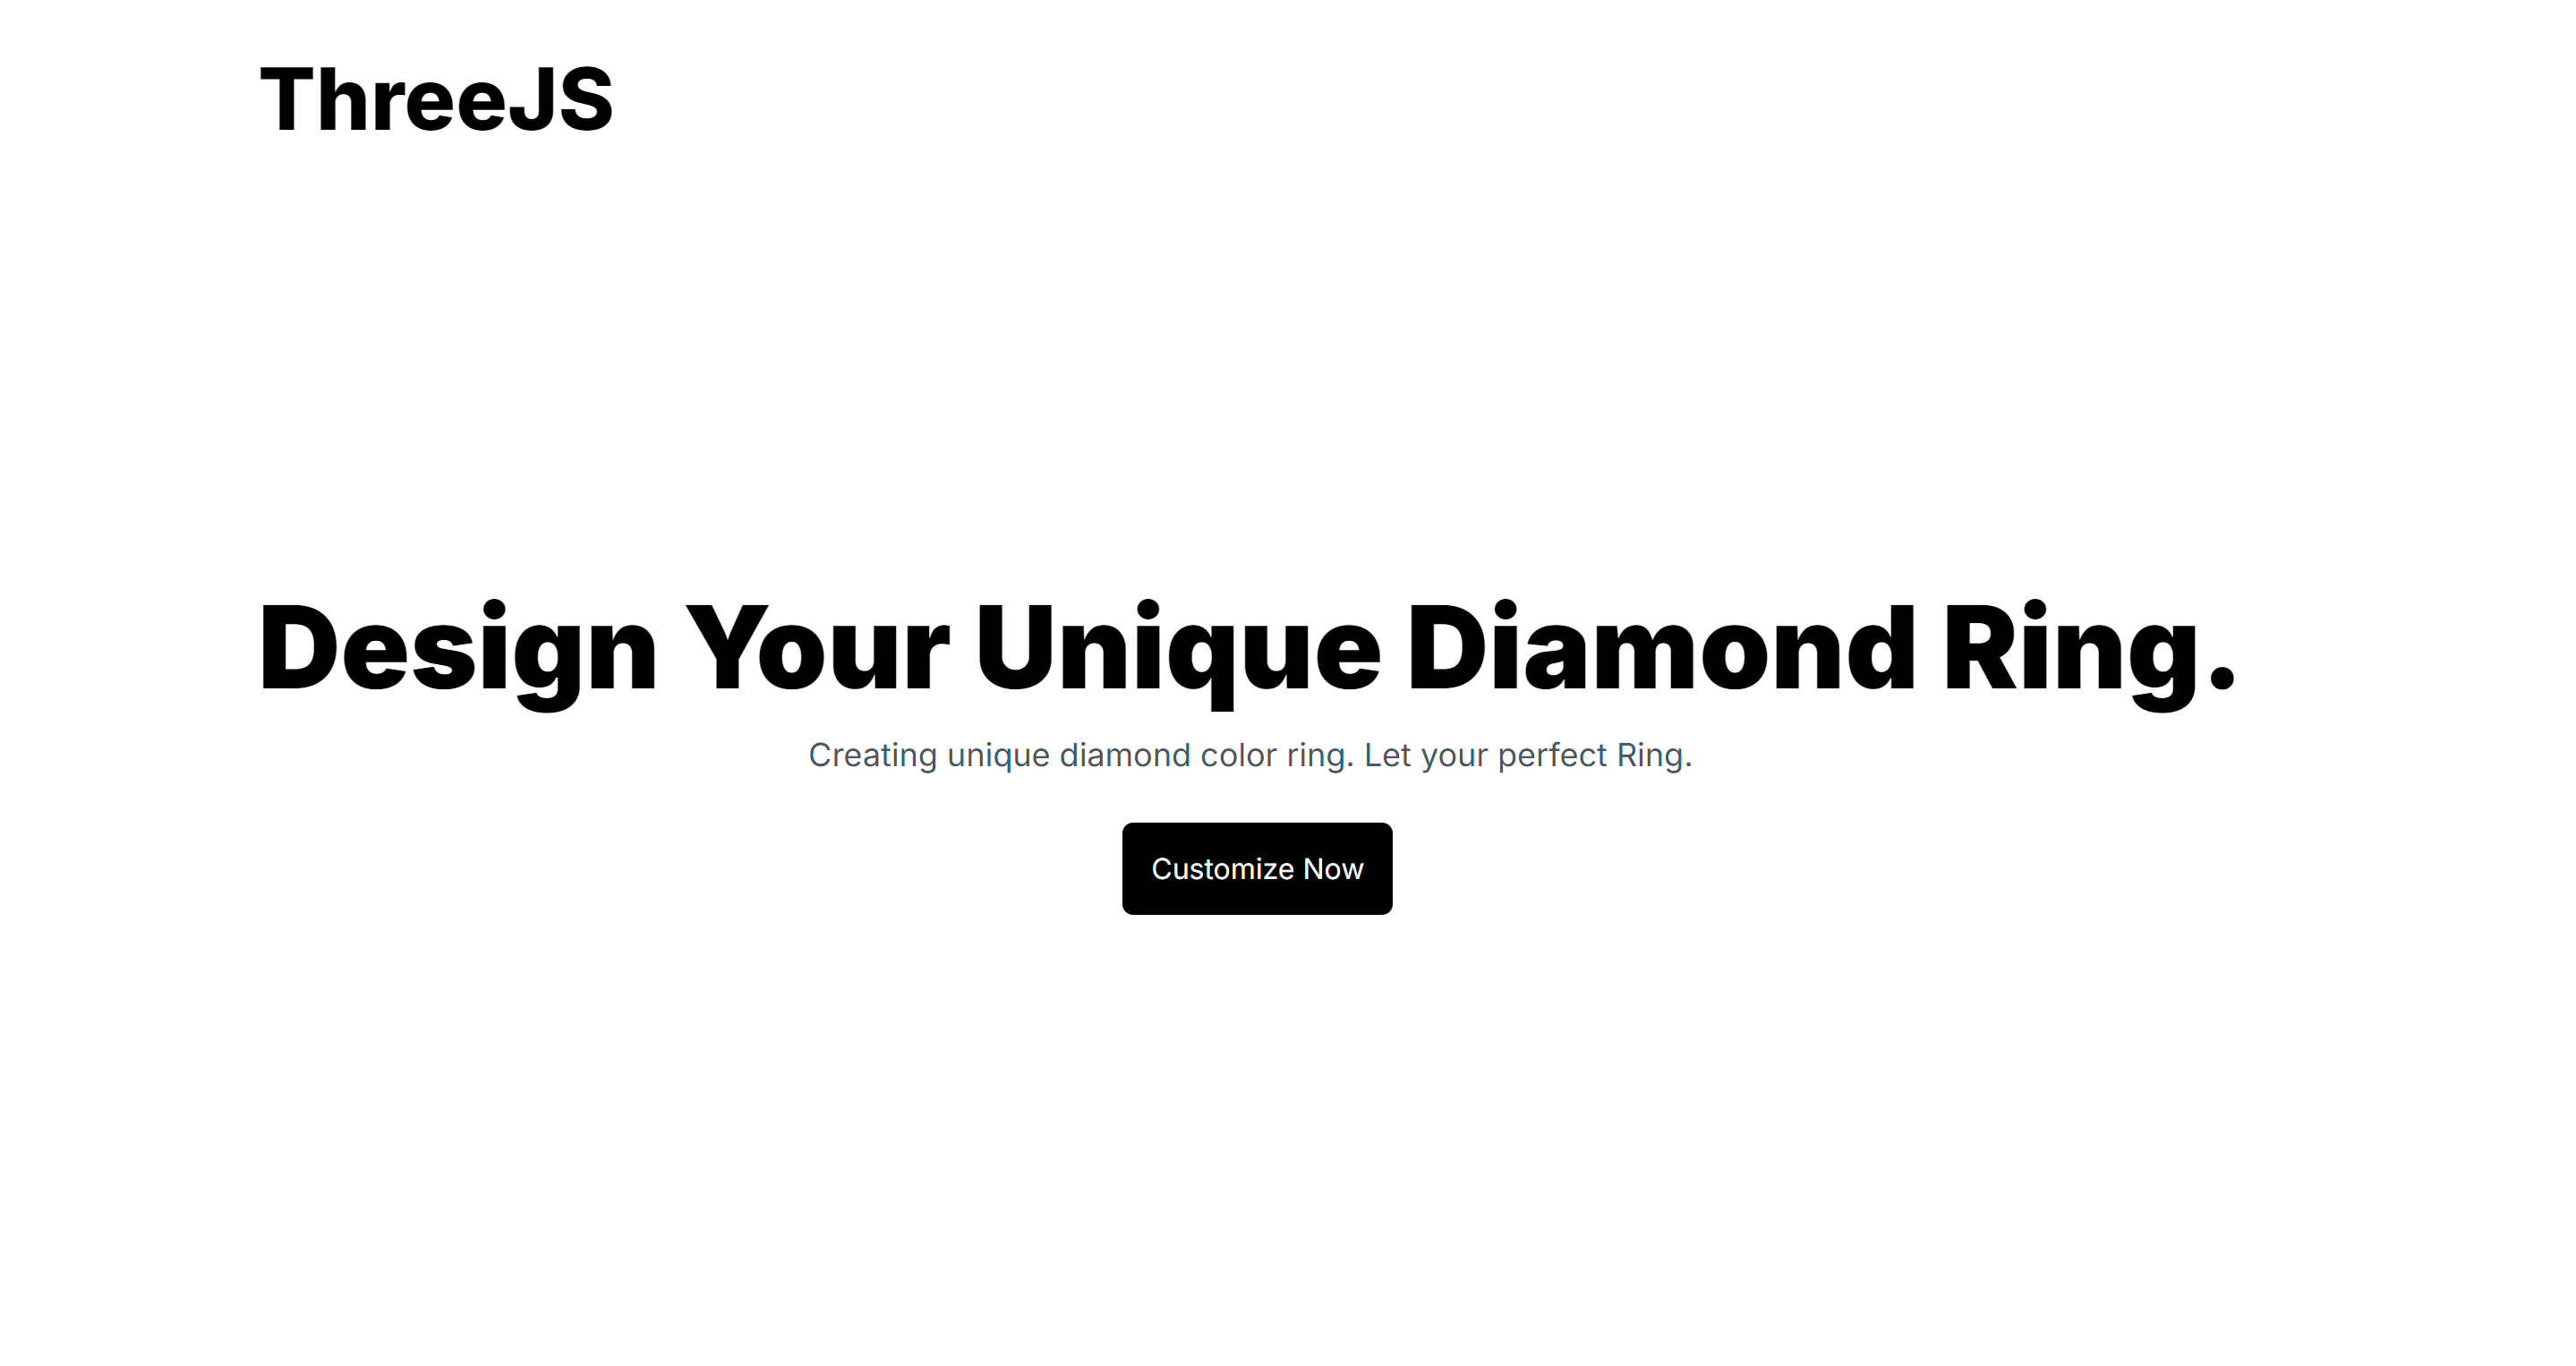 ThreeJS
Design Your Unique Diamond Ring.
Creating unique diamond color ring. Let your perfect Ring.
Customize Now